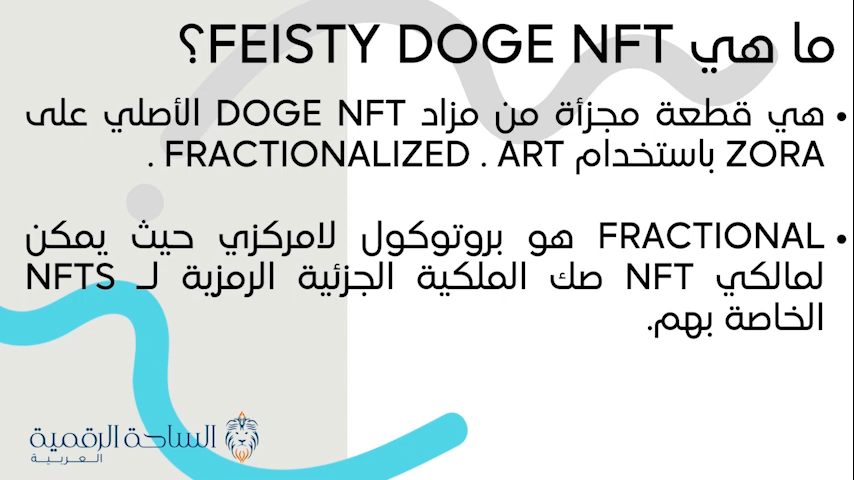 ما هي FEISTY DOGE NFT؟
• هي قطعة مجزأة من مزاد DOGE NFT الأصلي على
ZORA باستخدام FRACTIONALIZED . ART .
• FRACTIONAL هو بروتوكول لامركزي حيث يمكن
لمالكي NFT صك الملكية الجزئية الرمزية لـ NFTS
الخاصة بهم.
الساحة الرقمية
العربية